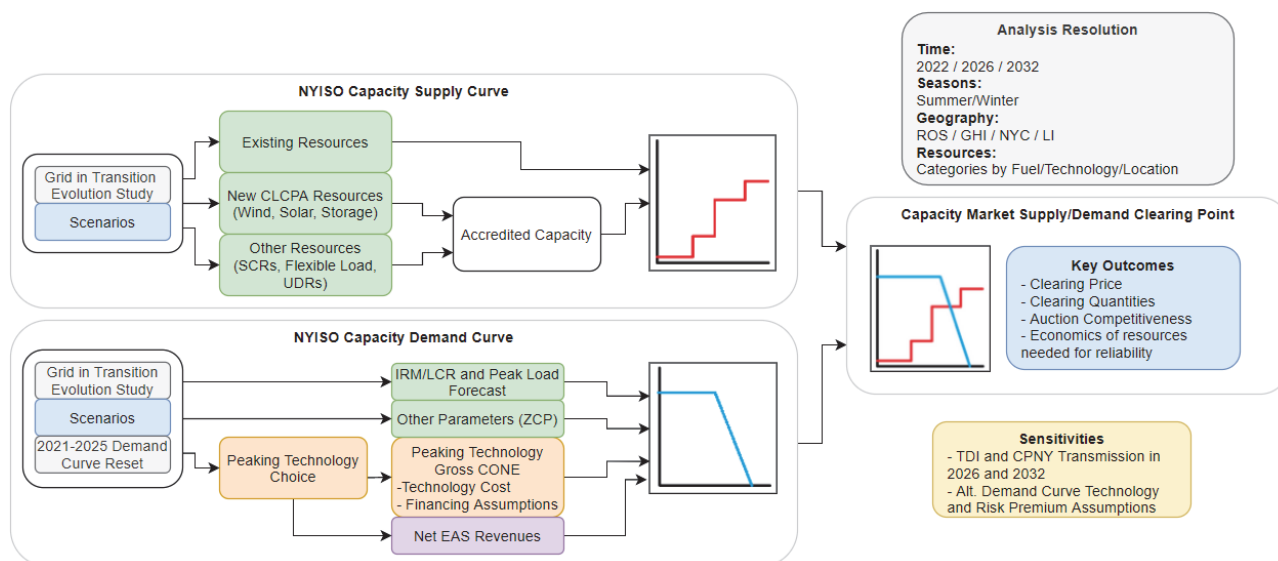 Analysis Resolution
Time:
2022 / 2026 / 2032
Seasons:
Summer/Winter
Geography:
ROS / GHI / NYC / LI
Resources:
Categories by Fuel/Technology/Location
NYISO Capacity Supply Curve
Grid in Transition
Evolution Study
Scenarios
Existing Resources
New CLCPA Resources
(Wind, Solar, Storage)
Other Resources
(SCRs, Flexible Load,
UDRs)
Accredited Capacity
NYISO Capacity Demand Curve
Grid in Transition
Evolution Study
Scenarios
2021-2025 Demand
Curve Reset
Peaking Technology
Choice
IRM/LCR and Peak Load
Forecast
Other Parameters (ZCP)
Peaking Technology
Gross CONE
-Technology Cost
- Financing Assumptions
Net EAS Revenues
Capacity Market Supply/Demand Clearing Point
Key Outcomes
- Clearing Price
- Clearing Quantities
- Auction Competitiveness
- Economics of resources
needed for reliability
Sensitivities
- TDI and CPNY Transmission in
2026 and 2032
- Alt. Demand Curve Technology
and Risk Premium Assumptions